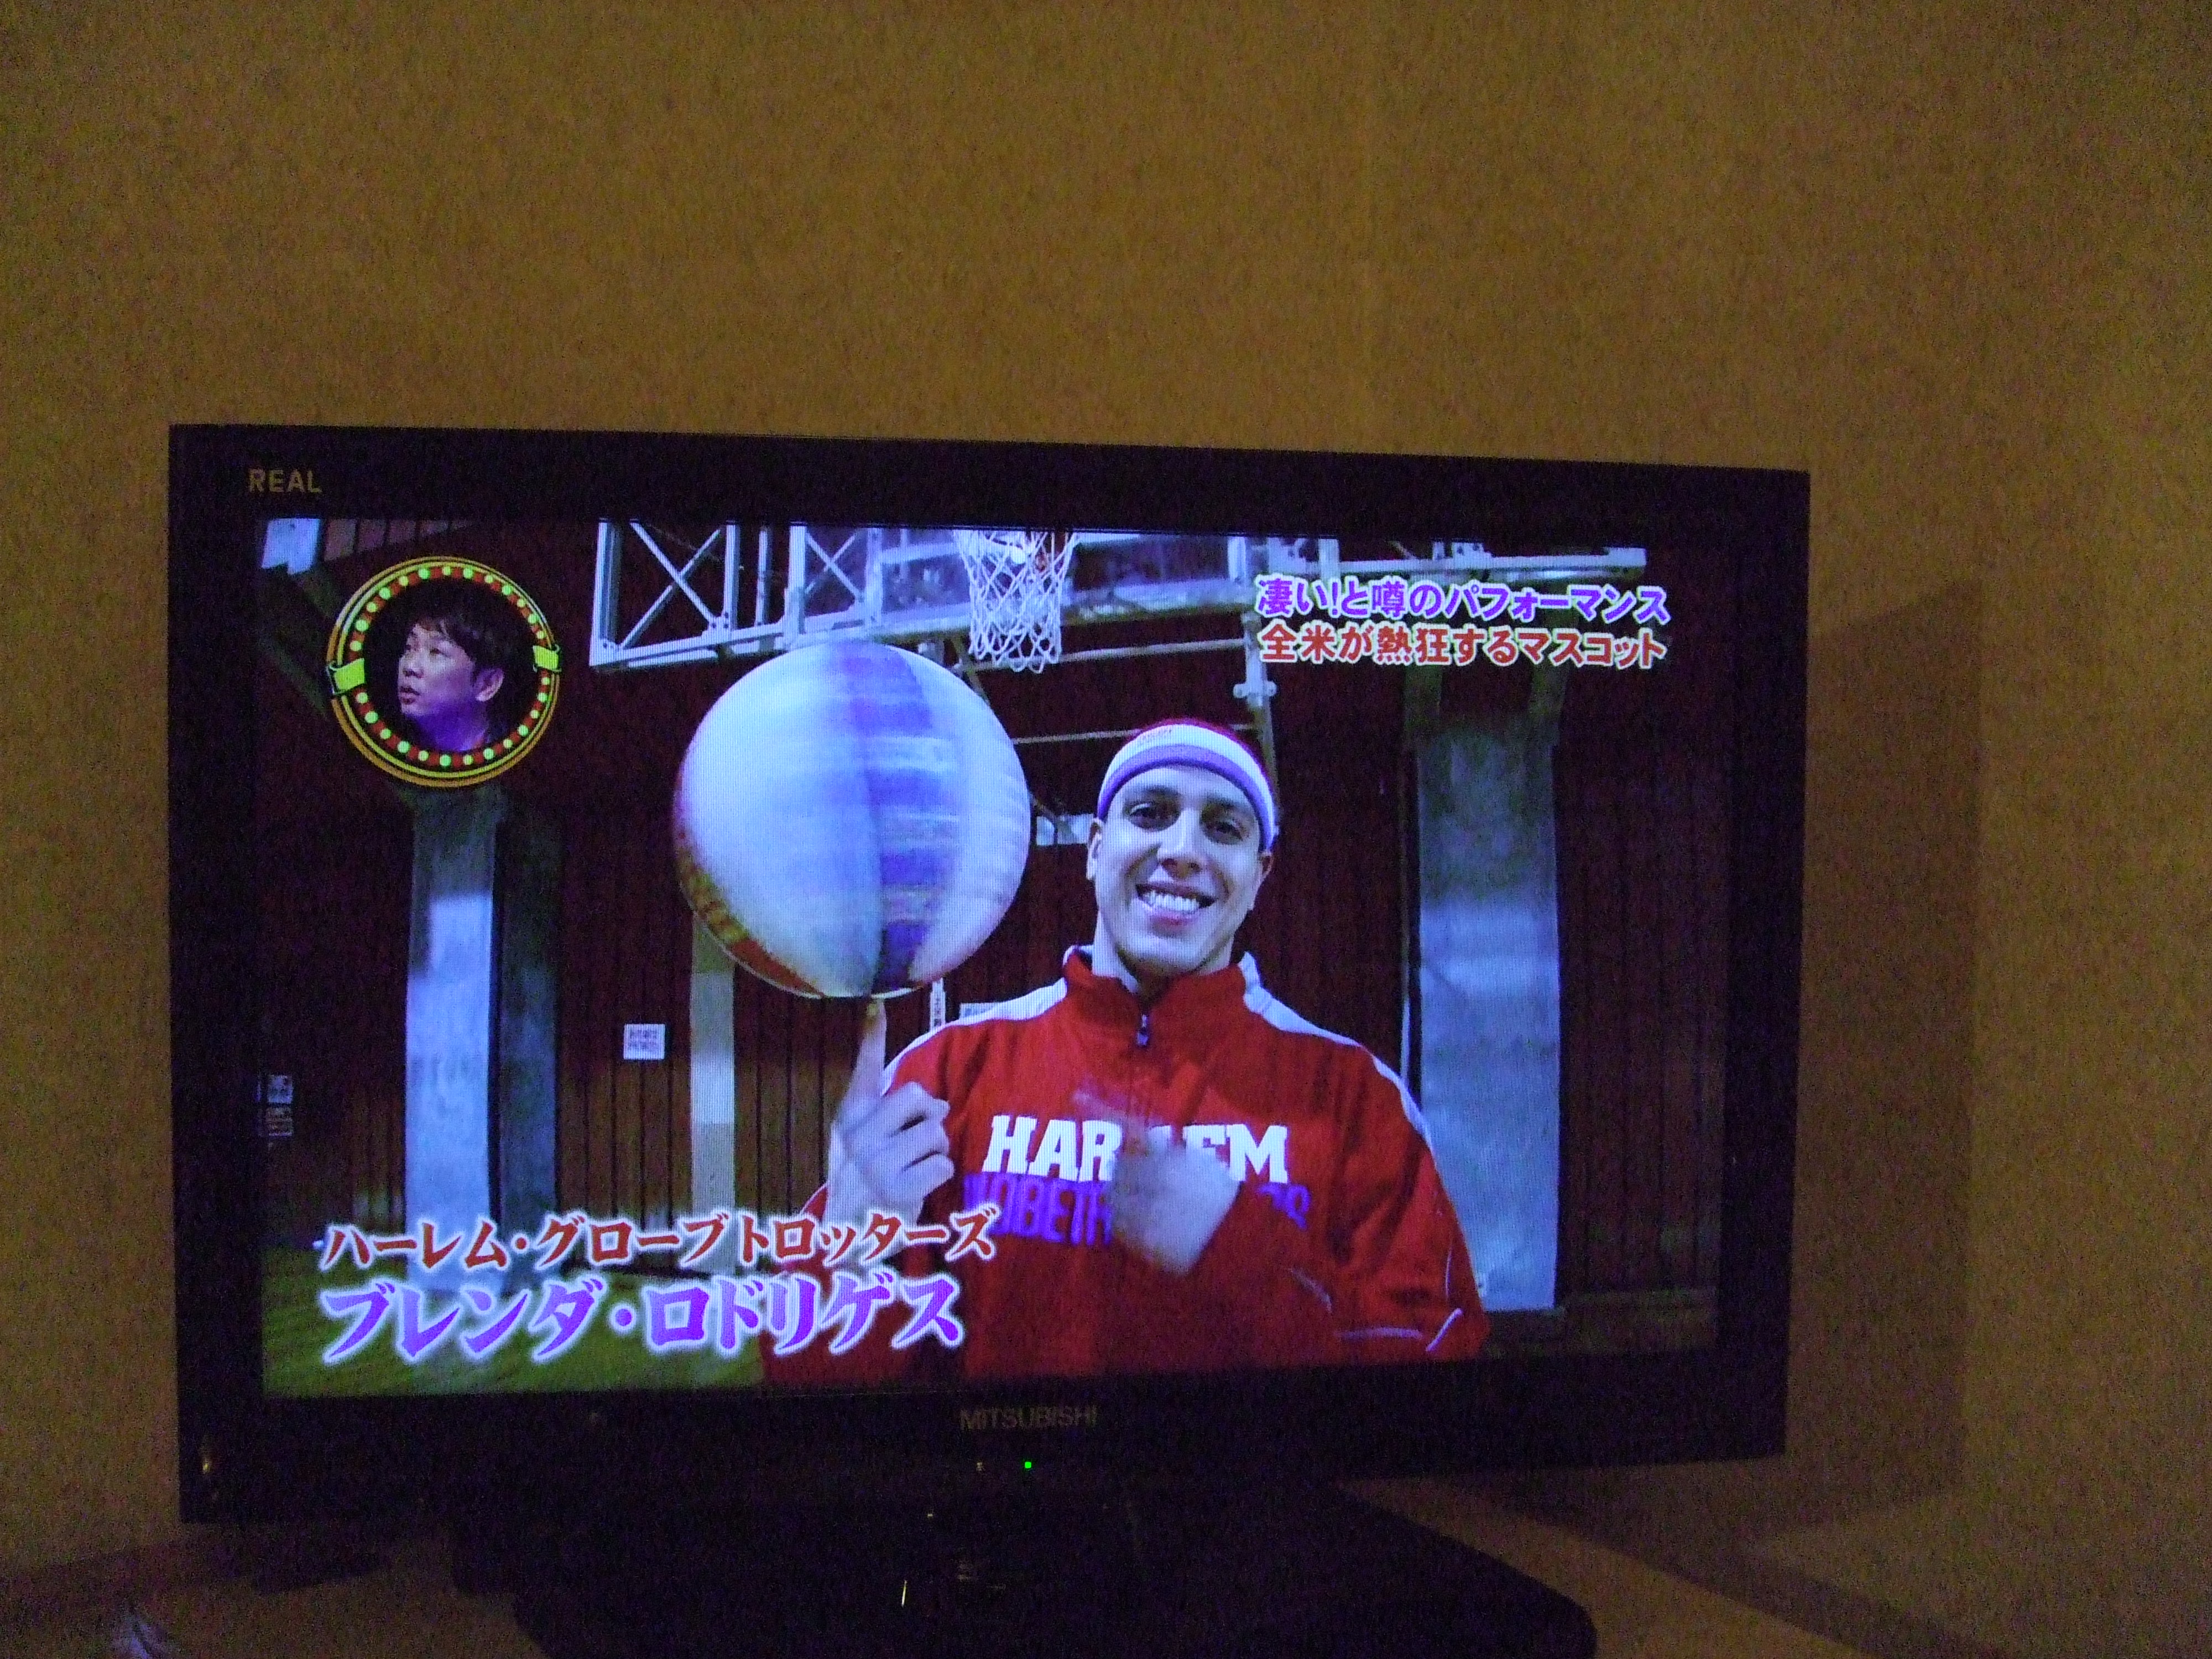 REAL
凄い!と噂のパフォーマンス
全米が熱狂するマスコット
HARLEM
ハーレム・グローブトロッターズ
ブレンダ・ロドリゲス
MITSUBISHI